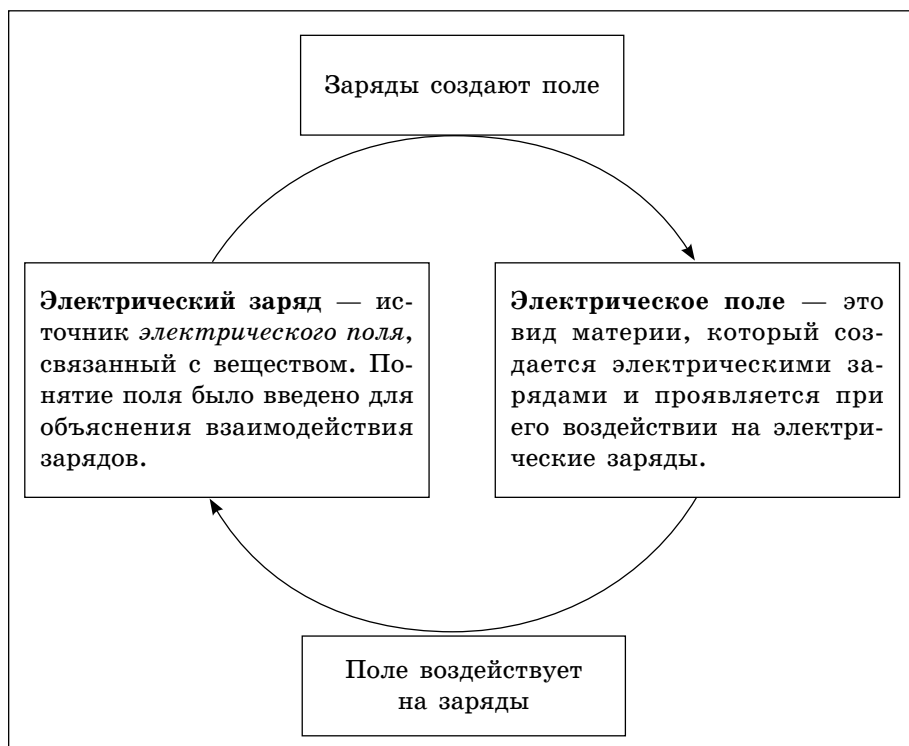 Заряды создают поле
Электрический заряд — ис-
точник электрического поля,
связанный с веществом. По-
нятие поля было введено для
объяснения взаимодействия
зарядов.
Электрическое поле — это
вид материи, который соз-
дается электрическими за-
рядами и проявляется при
его воздействии на электри-
ческие заряды.
Поле воздействует
на заряды